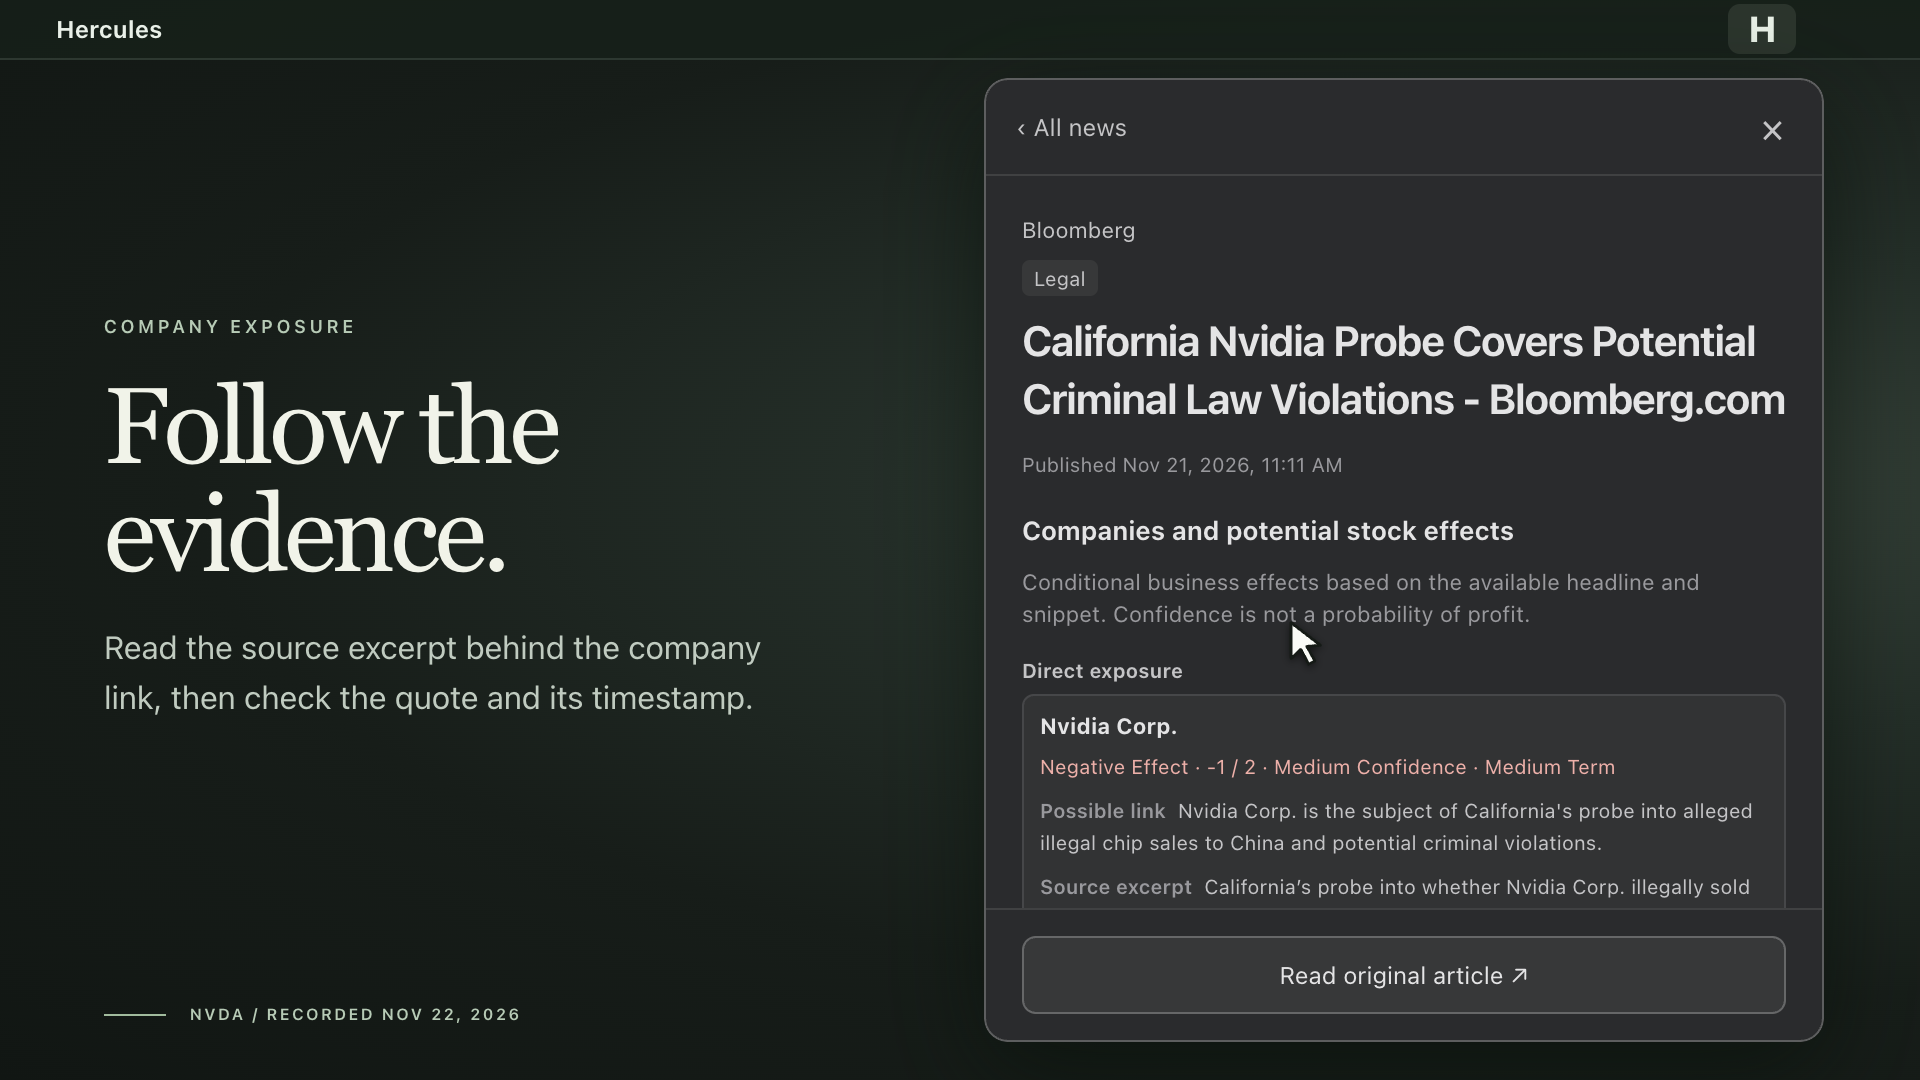 Hercules
H
COMPANY EXPOSURE
Follow the
evidence.
Read the source excerpt behind the company
link, then check the quote and its timestamp.
NVDA / RECORDED NOV 22, 2026
‹ All news
×
Bloomberg
Legal
California Nvidia Probe Covers Potential
Criminal Law Violations - Bloomberg.com
Published Nov 21, 2026, 11:11 AM
Companies and potential stock effects
Conditional business effects based on the available headline and
snippet. Confidence is not a probability of profit.
Direct exposure
Nvidia Corp.
Negative Effect · -1 / 2 · Medium Confidence · Medium Term
Possible link Nvidia Corp. is the subject of California's probe into alleged
illegal chip sales to China and potential criminal violations.
Source excerpt California’s probe into whether Nvidia Corp. illegally sold
Read original article ↗